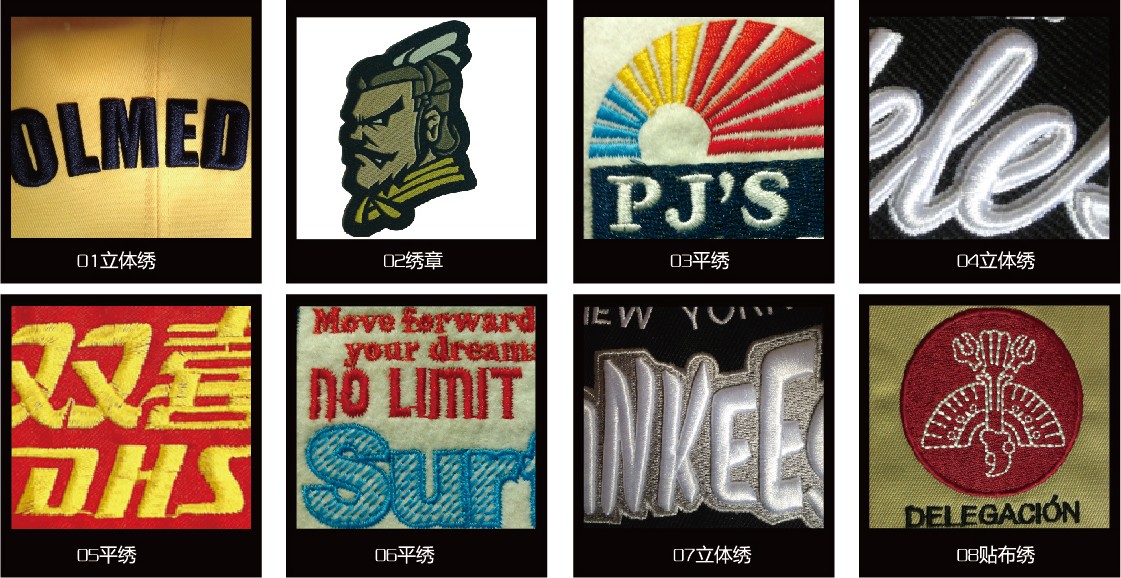 OLMED
01立体绣
02绣章
PJ'S
03平绣
ele
04立体绣
双喜
DHS
05平绣
Move forward
your dream
NO LIMIT
Sur
06平绣
EW YOR
NKEE
07立体绣
DELEGACIÓN
08贴布绣